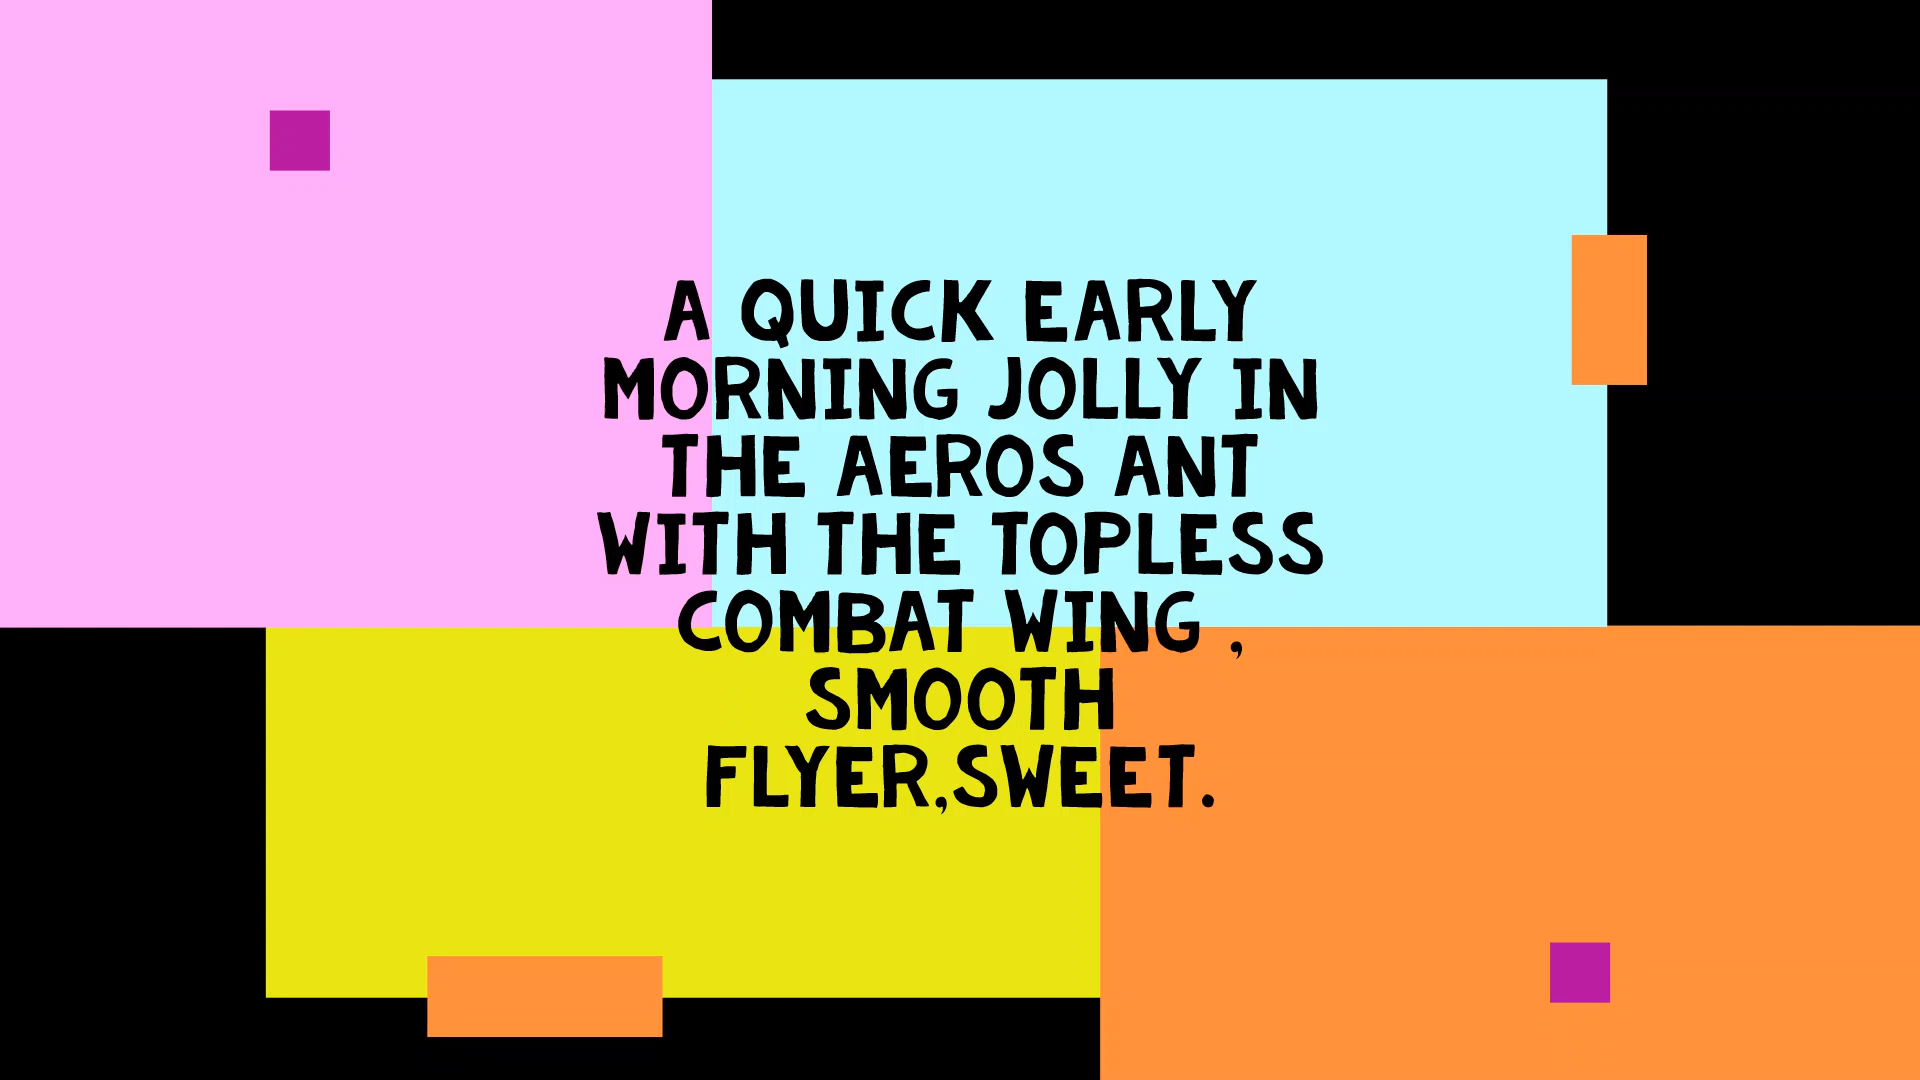 A QUICK EARLY
MORNING JOLLY IN
THE AEROS ANT
WITH THE TOPLESS
COMBAT WING ,
SMOOTH
FLYER,SWEET.